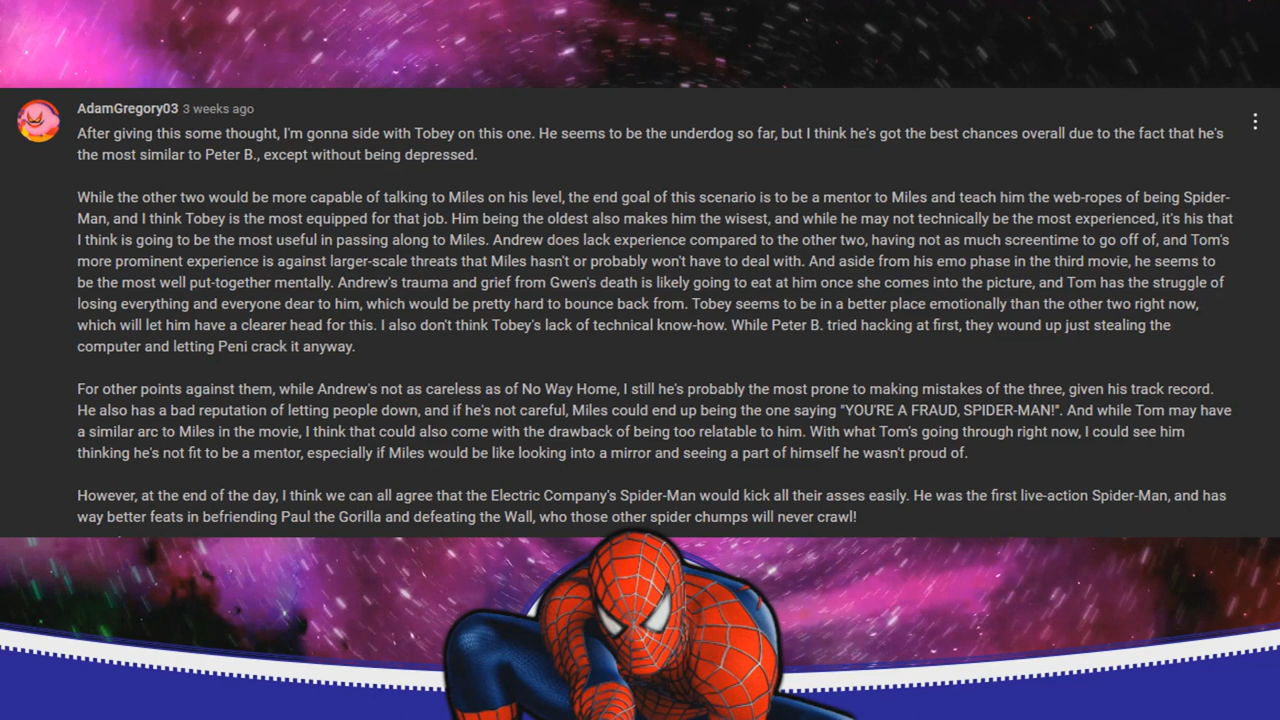 AdamGregory03 3 weeks ago
After giving this some thought, I'm gonna side with Tobey on this one. He seems to be the underdog so far, but I think he's got the best chances overall due to the fact that he's
the most similar to Peter B., except without being depressed.
While the other two would be more capable of talking to Miles on his level, the end goal of this scenario is to be a mentor to Miles and teach him the web-ropes of being Spider-
Man, and I think Tobey is the most equipped for that job. Him being the oldest also makes him the wisest, and while he may not technically be the most experienced, it's his that
I think is going to be the most useful in passing along to Miles. Andrew does lack experience compared to the other two, having not as much screentime to go off of, and Tom's
more prominent experience is against larger-scale threats that Miles hasn't or probably won't have to deal with. And aside from his emo phase in the third movie, he seems to
be the most well put-together mentally. Andrew's trauma and grief from Gwen's death is likely going to eat at him once she comes into the picture, and Tom has the struggle of
losing everything and everyone dear to him, which would be pretty hard to bounce back from. Tobey seems to be in a better place emotionally than the other two right now,
which will let him have a clearer head for this. I also don't think Tobey's lack of technical know-how. While Peter B. tried hacking at first, they wound up just stealing the
computer and letting Peni crack it anyway.
For other points against them, while Andrew's not as careless as of No Way Home, I still he's probably the most prone to making mistakes of the three, given his track record.
He also has a bad reputation of letting people down, and if he's not careful, Miles could end up being the one saying "YOU'RE A FRAUD, SPIDER-MAN!". And while Tom may have
a similar arc to Miles in the movie, I think that could also come with the drawback of being too relatable to him. With what Tom's going through right now, I could see him
thinking he's not fit to be a mentor, especially if Miles would be like looking into a mirror and seeing a part of himself he wasn't proud of.
However, at the end of the day, I think we can all agree that the Electric Company's Spider-Man would kick all their asses easily. He was the first live-action Spider-Man, and has
way better feats in befriending Paul the Gorilla and defeating the Wall, who those other spider chumps will never crawl!